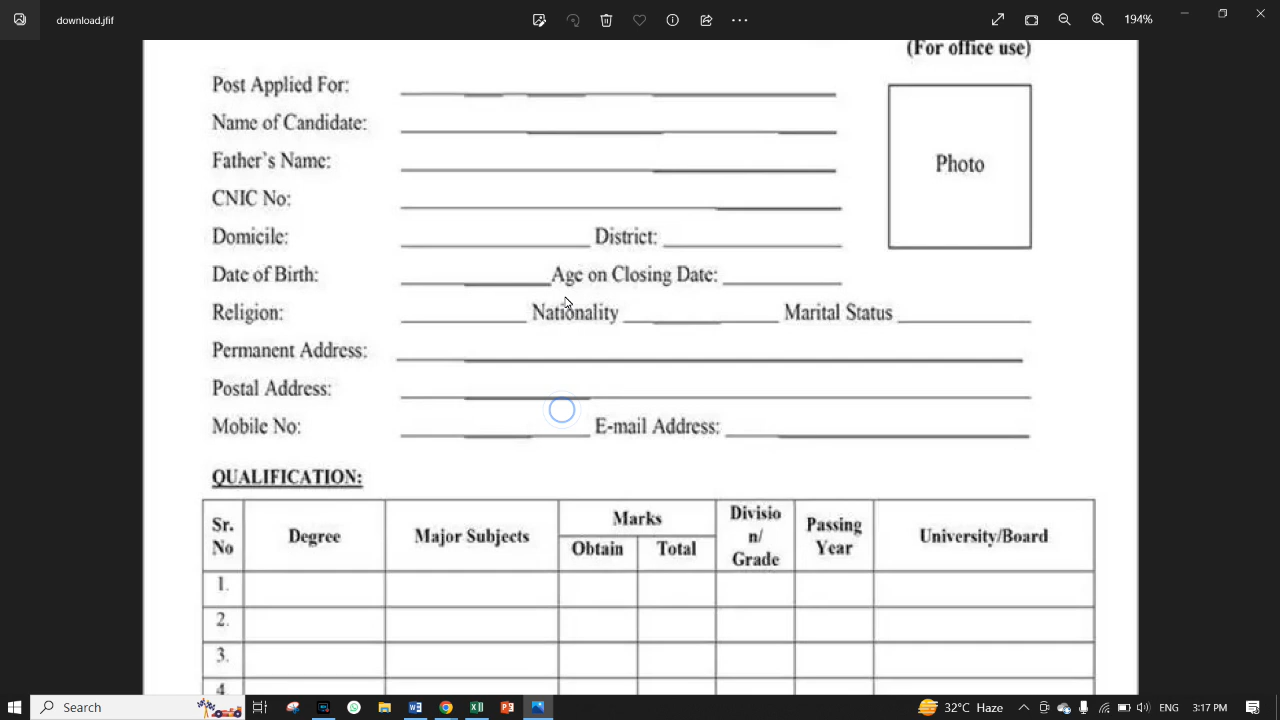 download.jfif
194%
(For office use)
Post Applied For:
Name of Candidate:
Father's Name:
CNIC No:
Domicile: District:
Photo
Date of Birth: Age on Closing Date:
Religion: Nationality Marital Status
Permanent Address:
Postal Address:
Mobile No: E-mail Address:
QUALIFICATION:
Sr. No Degree Major Subjects Marks Obtain Total Divisio n/ Grade Passing Year University/Board
1.
2.
3.
4
Search 32°C Haze ENG 3:17 PM